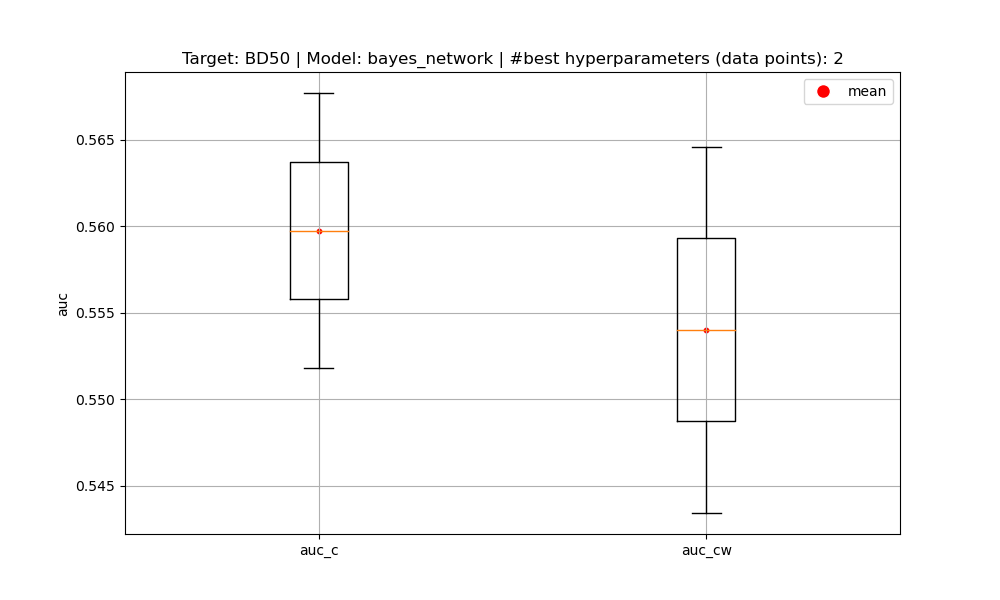 Target: BD50 | Model: bayes_network | #best hyperparameters (data points): 2
mean
0.565
0.560
0.555
0.550
0.545
auc
auc_c
auc_cw